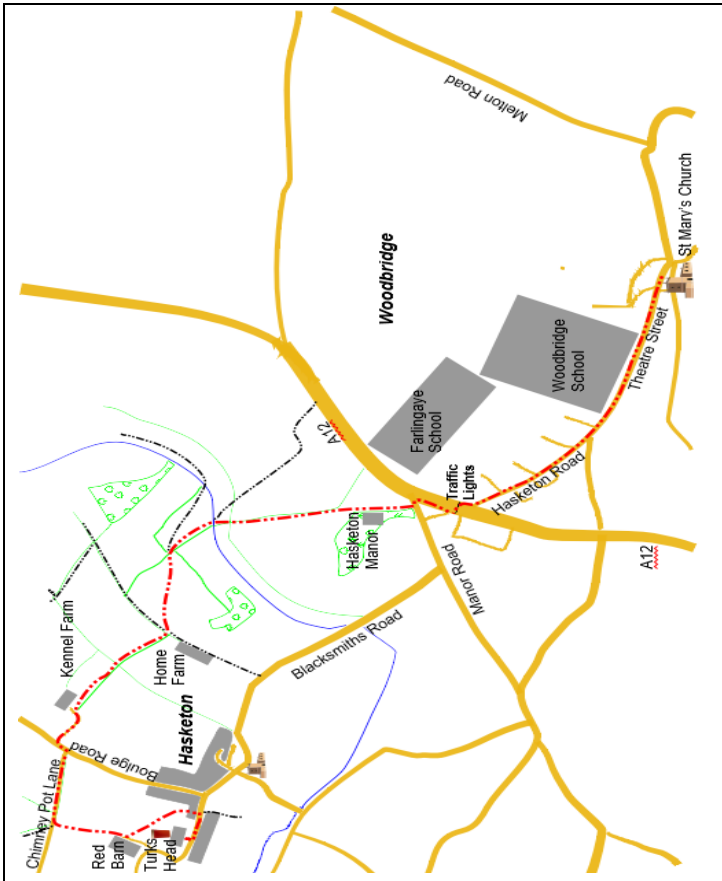 Melton Road
St Mary's Church
Woodbridge
Woodbridge
School
Theatre Street
Farlingaye
School
A12
Traffic
Lights
Hasketon Road
A12
Hasketon
Manor
Manor Road
Blacksmiths Road
Kennel Farm
Home
Farm
Hasketon
Boulge Road
Chimney Pot Lane
Red
Barn
Turks
Head